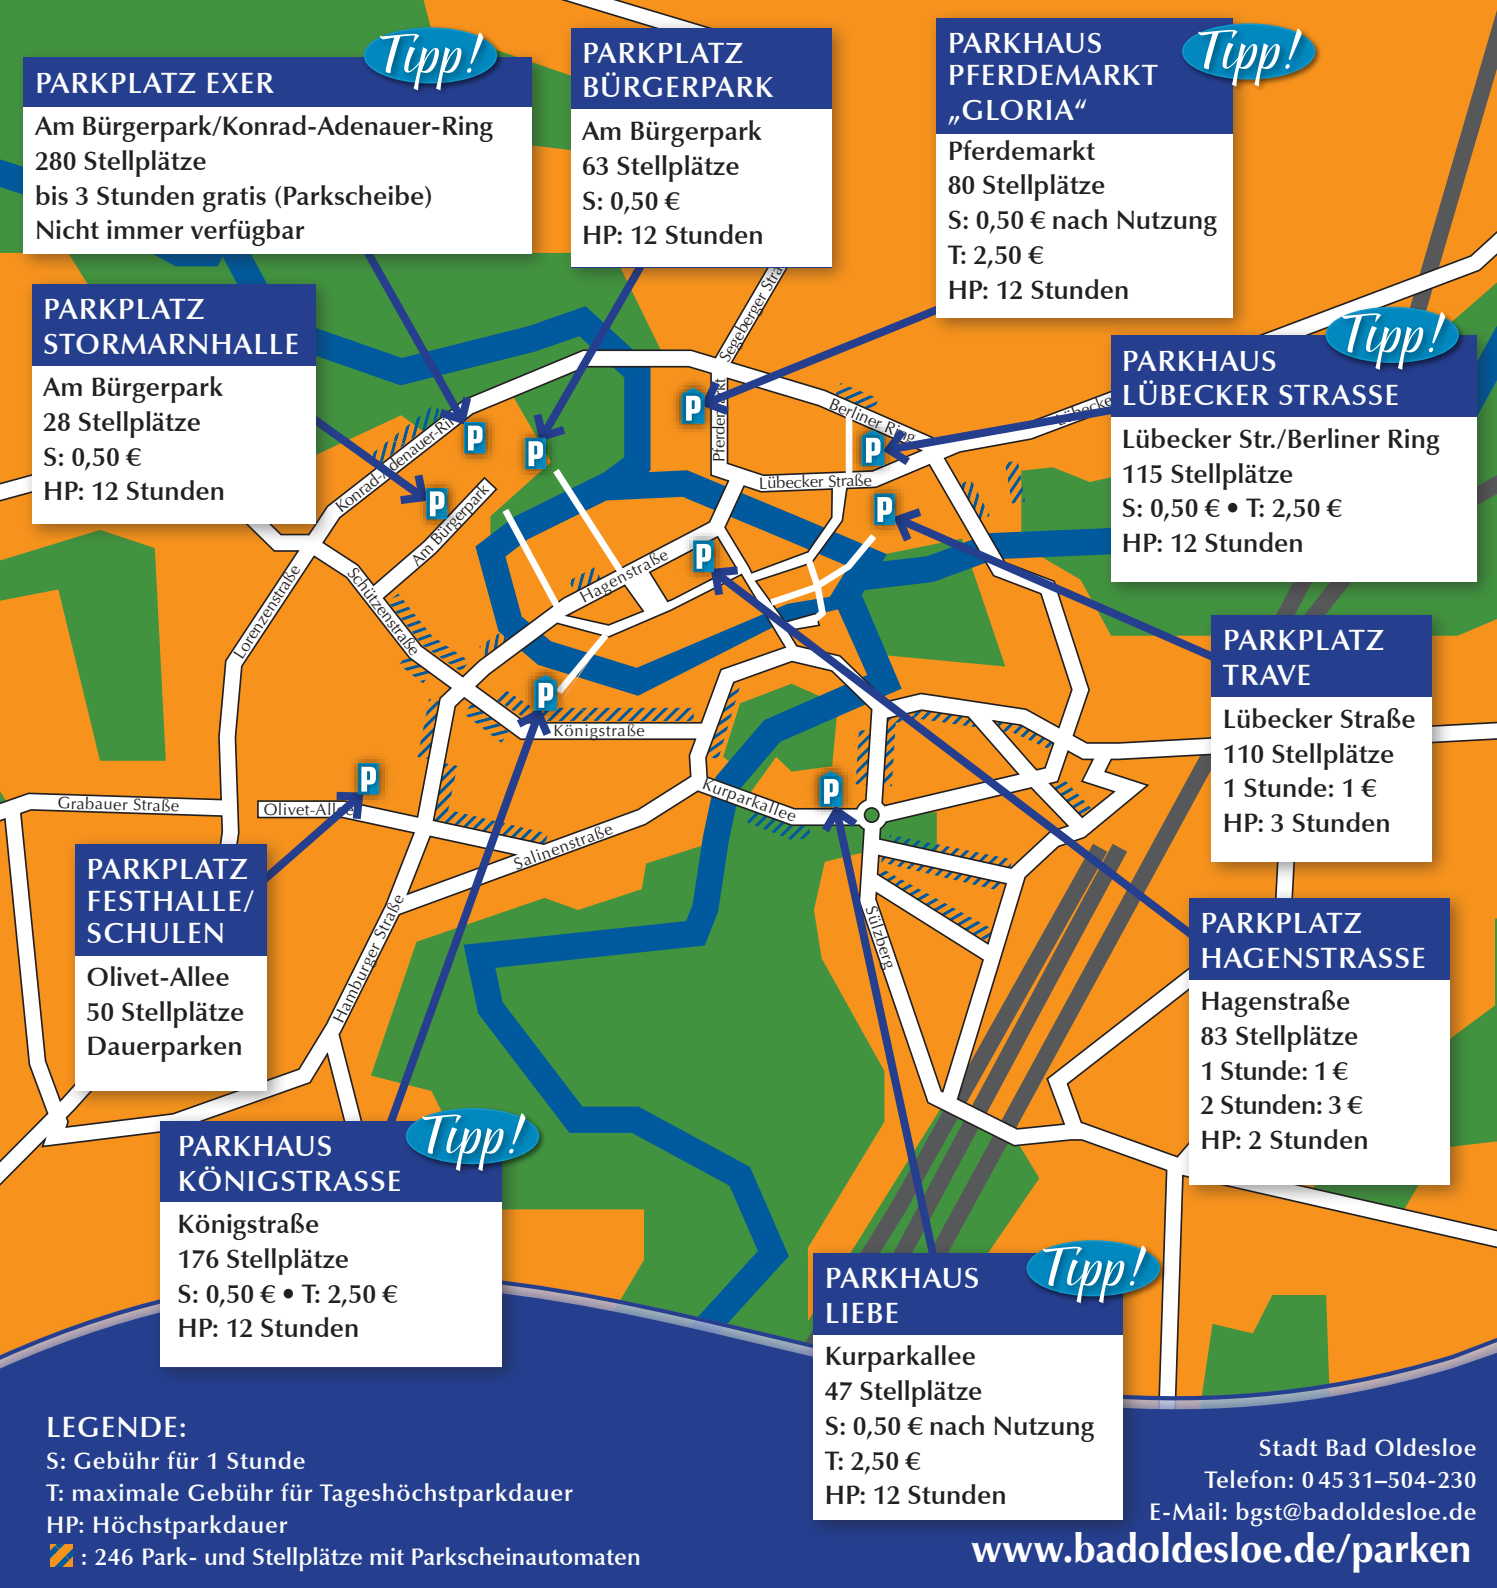 PARKPLATZ EXER
Tipp!
Am Bürgerpark/Konrad-Adenauer-Ring
280 Stellplätze
bis 3 Stunden gratis (Parkscheibe)
Nicht immer verfügbar
PARKPLATZ
BÜRGERPARK
Am Bürgerpark
63 Stellplätze
S: 0,50 €
HP: 12 Stunden
PARKHAUS
PFERDEMARKT
„GLORIA“
Tipp!
Pferdemarkt
80 Stellplätze
S: 0,50 € nach Nutzung
T: 2,50 €
HP: 12 Stunden
PARKPLATZ
STORMARNHALLE
Am Bürgerpark
28 Stellplätze
S: 0,50 €
HP: 12 Stunden
PARKHAUS
LÜBECKER STRASSE
Tipp!
Lübecker Str./Berliner Ring
115 Stellplätze
S: 0,50 € • T: 2,50 €
HP: 12 Stunden
Segeberger Stra
Berliner Ring
Lübecker
Lübecker Straße
Konrad-Adenauer-Ring
Am Bürgerpark
Hagenstraße
Schützenstraße
Lorenzenstraße
Königstraße
Grabauer Straße
Olivet-Allee
Salinenstraße
Kurparkallee
Hamburger Straße
Sülzberg
P
P
P
P
P
P
P
P
P
P
PARKPLATZ
TRAVE
Lübecker Straße
110 Stellplätze
1 Stunde: 1 €
HP: 3 Stunden
PARKPLATZ
FESTHALLE/
SCHULEN
Olivet-Allee
50 Stellplätze
Dauerparken
PARKPLATZ
HAGENSTRASSE
Hagenstraße
83 Stellplätze
1 Stunde: 1 €
2 Stunden: 3 €
HP: 2 Stunden
PARKHAUS
KÖNIGSTRASSE
Tipp!
Königstraße
176 Stellplätze
S: 0,50 € • T: 2,50 €
HP: 12 Stunden
PARKHAUS
LIEBE
Tipp!
Kurparkallee
47 Stellplätze
S: 0,50 € nach Nutzung
T: 2,50 €
HP: 12 Stunden
LEGENDE:
S: Gebühr für 1 Stunde
T: maximale Gebühr für Tageshöchstparkdauer
HP: Höchstparkdauer
: 246 Park- und Stellplätze mit Parkscheinautomaten
Stadt Bad Oldesloe
Telefon: 0 45 31–504-230
E-Mail: bgst@badoldesloe.de
www.badoldesloe.de/parken